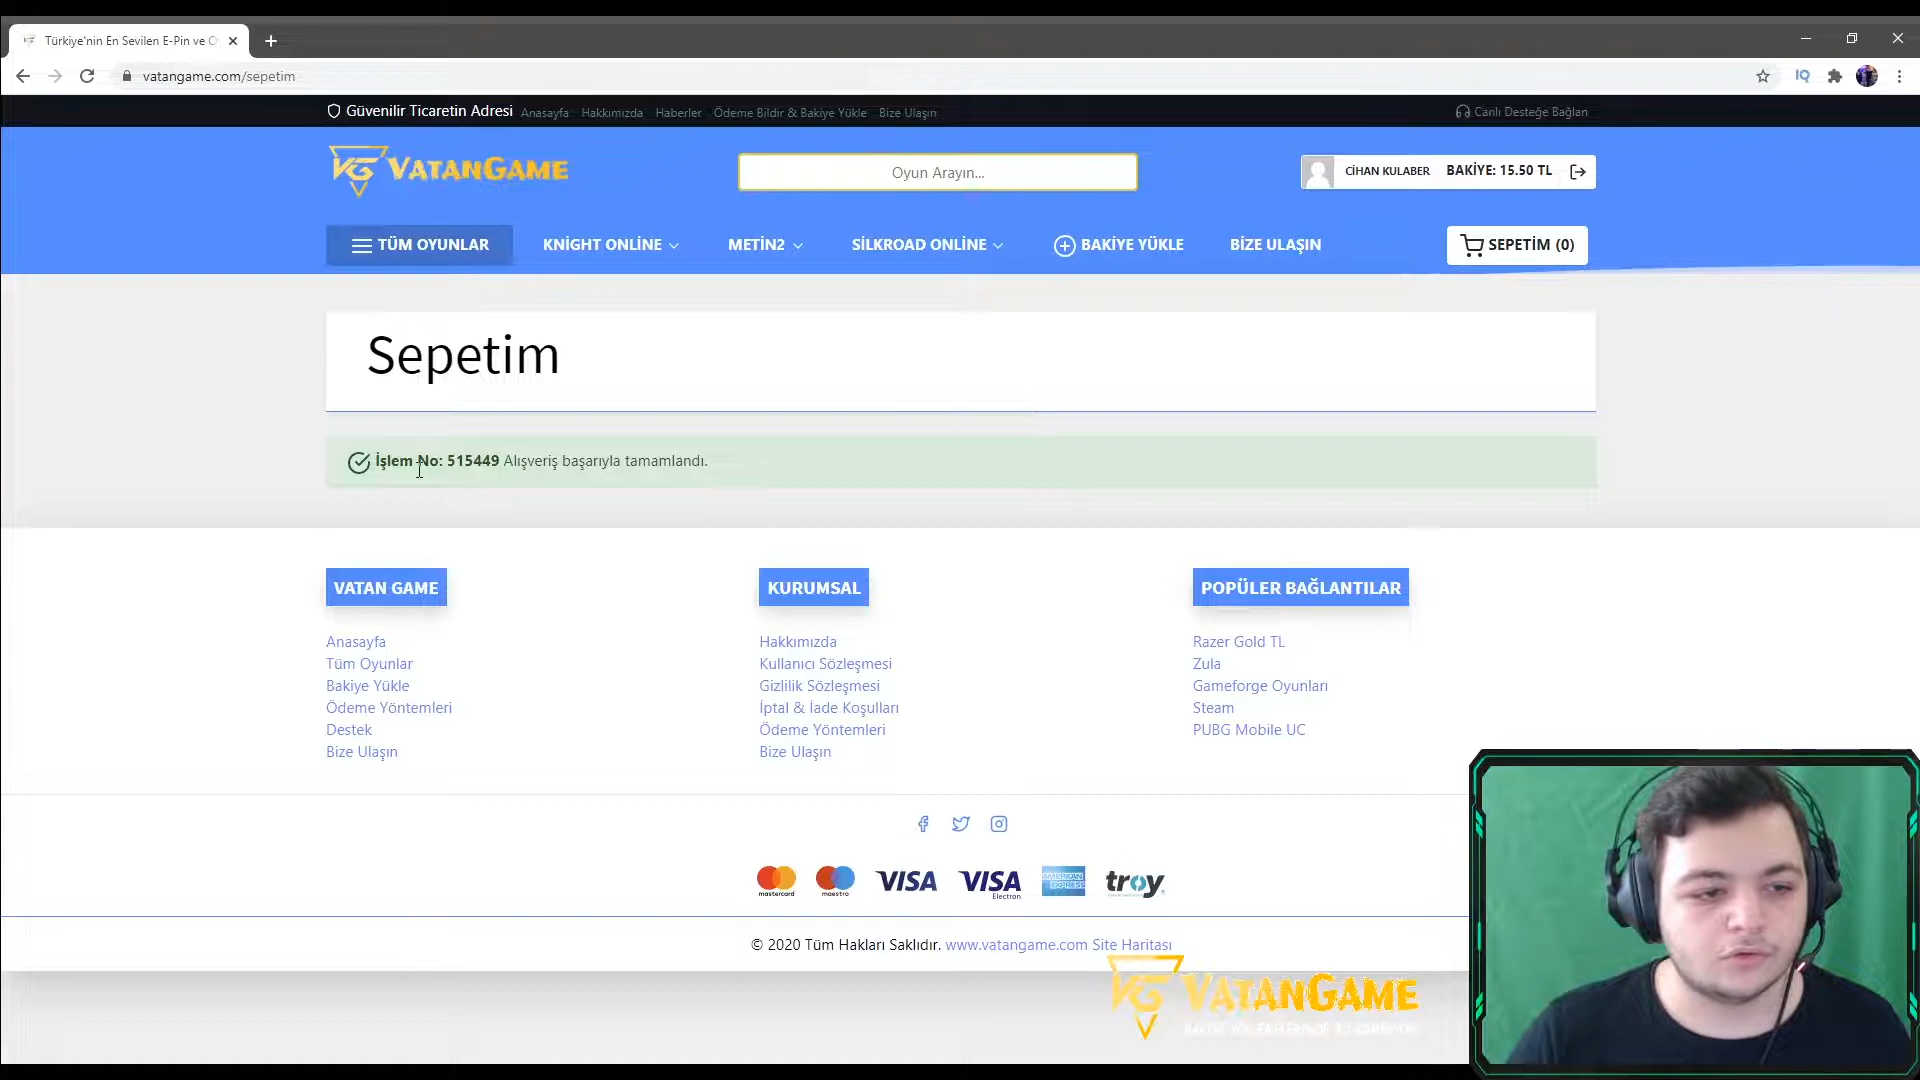 Türkiye'nin En Sevilen E-Pin ve O
vatangame.com/sepetim
IQ
Güvenilir Ticaretin Adresi Anasayfa Hakkımızda Haberler Ödeme Bildir & Bakiye Yükle Bize Ulaşın
Canlı Desteğe Bağlan
VG VATANGAME
Oyun Arayın...
CİHAN KULABER BAKİYE: 15.50 TL
TÜM OYUNLAR KNİGHT ONLİNE METİN2 SİLKROAD ONLİNE BAKİYE YÜKLE BİZE ULAŞIN SEPETİM (0)
Sepetim
İşlem No: 515449 Alışveriş başarıyla tamamlandı.
VATAN GAME
Anasayfa
Tüm Oyunlar
Bakiye Yükle
Ödeme Yöntemleri
Destek
Bize Ulaşın
KURUMSAL
Hakkımızda
Kullanıcı Sözleşmesi
Gizlilik Sözleşmesi
İptal & İade Koşulları
Ödeme Yöntemleri
Bize Ulaşın
POPÜLER BAĞLANTILAR
Razer Gold TL
Zula
Gameforge Oyunları
Steam
PUBG Mobile UC
mastercard maestro VISA VISA Electron AMERICAN EXPRESS troy
© 2020 Tüm Hakları Saklıdır. www.vatangame.com Site Haritası
VG VATANGAME